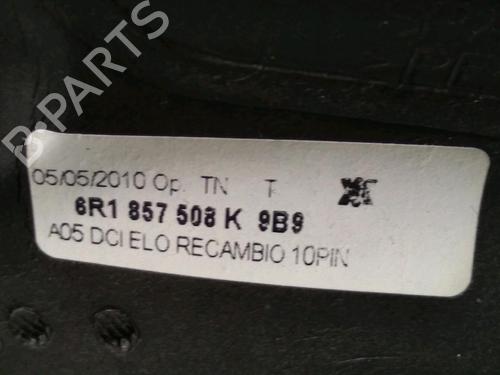 B-PARTS
05/05/2010 Op. TN T
6R1 857 508 K 9B9
A05 DCI ELO RECAMBIO 10PIN